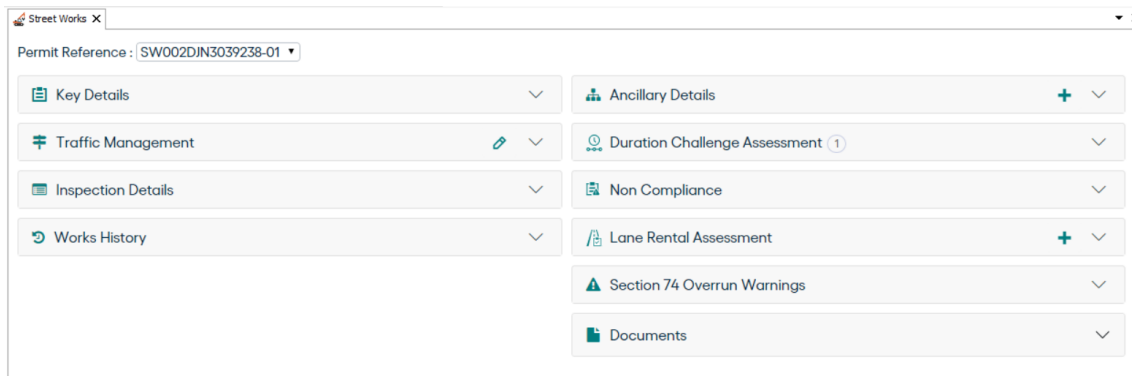 Street Works X
Permit Reference : SW002DJN3039238-01
Key Details
Traffic Management
Inspection Details
Works History
Ancillary Details
Duration Challenge Assessment 1
Non Compliance
Lane Rental Assessment
Section 74 Overrun Warnings
Documents